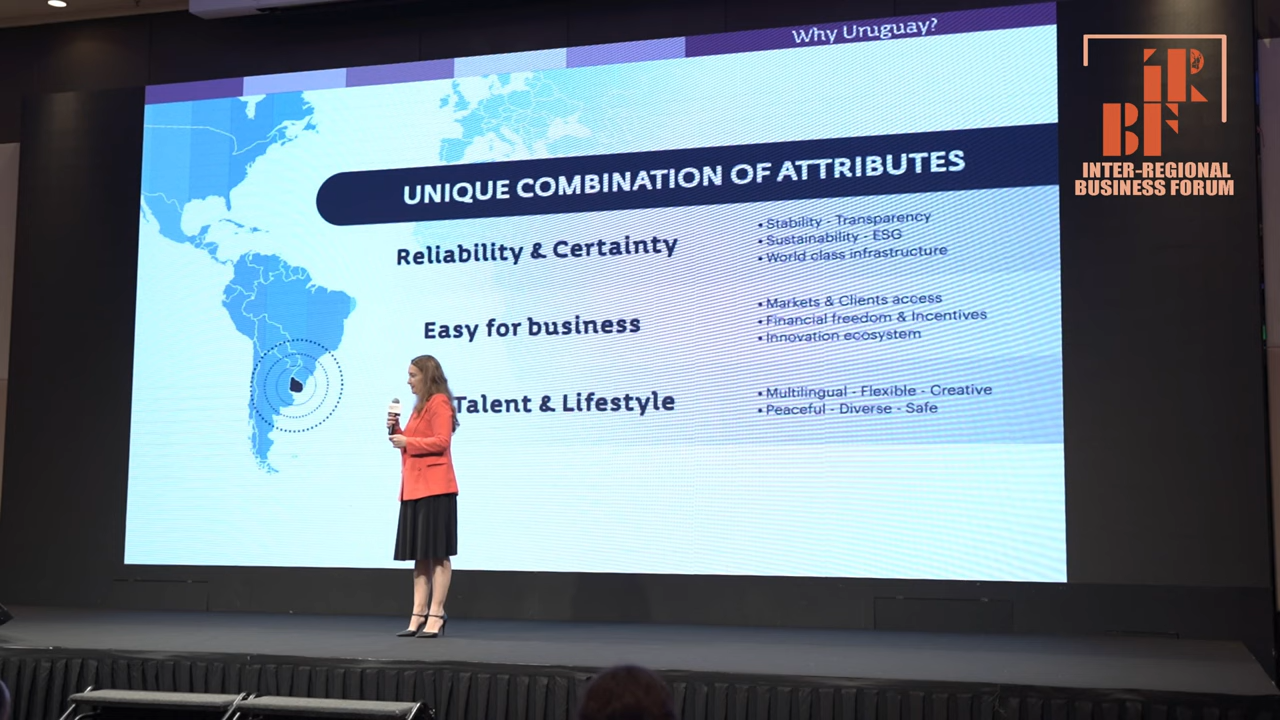 Why Uruguay?
UNIQUE COMBINATION OF ATTRIBUTES
Reliability & Certainty
• Stability - Transparency
• Sustainability - ESG
• World class infrastructure
Easy for business
• Markets & Clients access
• Financial freedom & Incentives
• Innovation ecosystem
Talent & Lifestyle
• Multilingual - Flexible - Creative
• Peaceful - Diverse - Safe
IR
BF
INTER-REGIONAL
BUSINESS FORUM